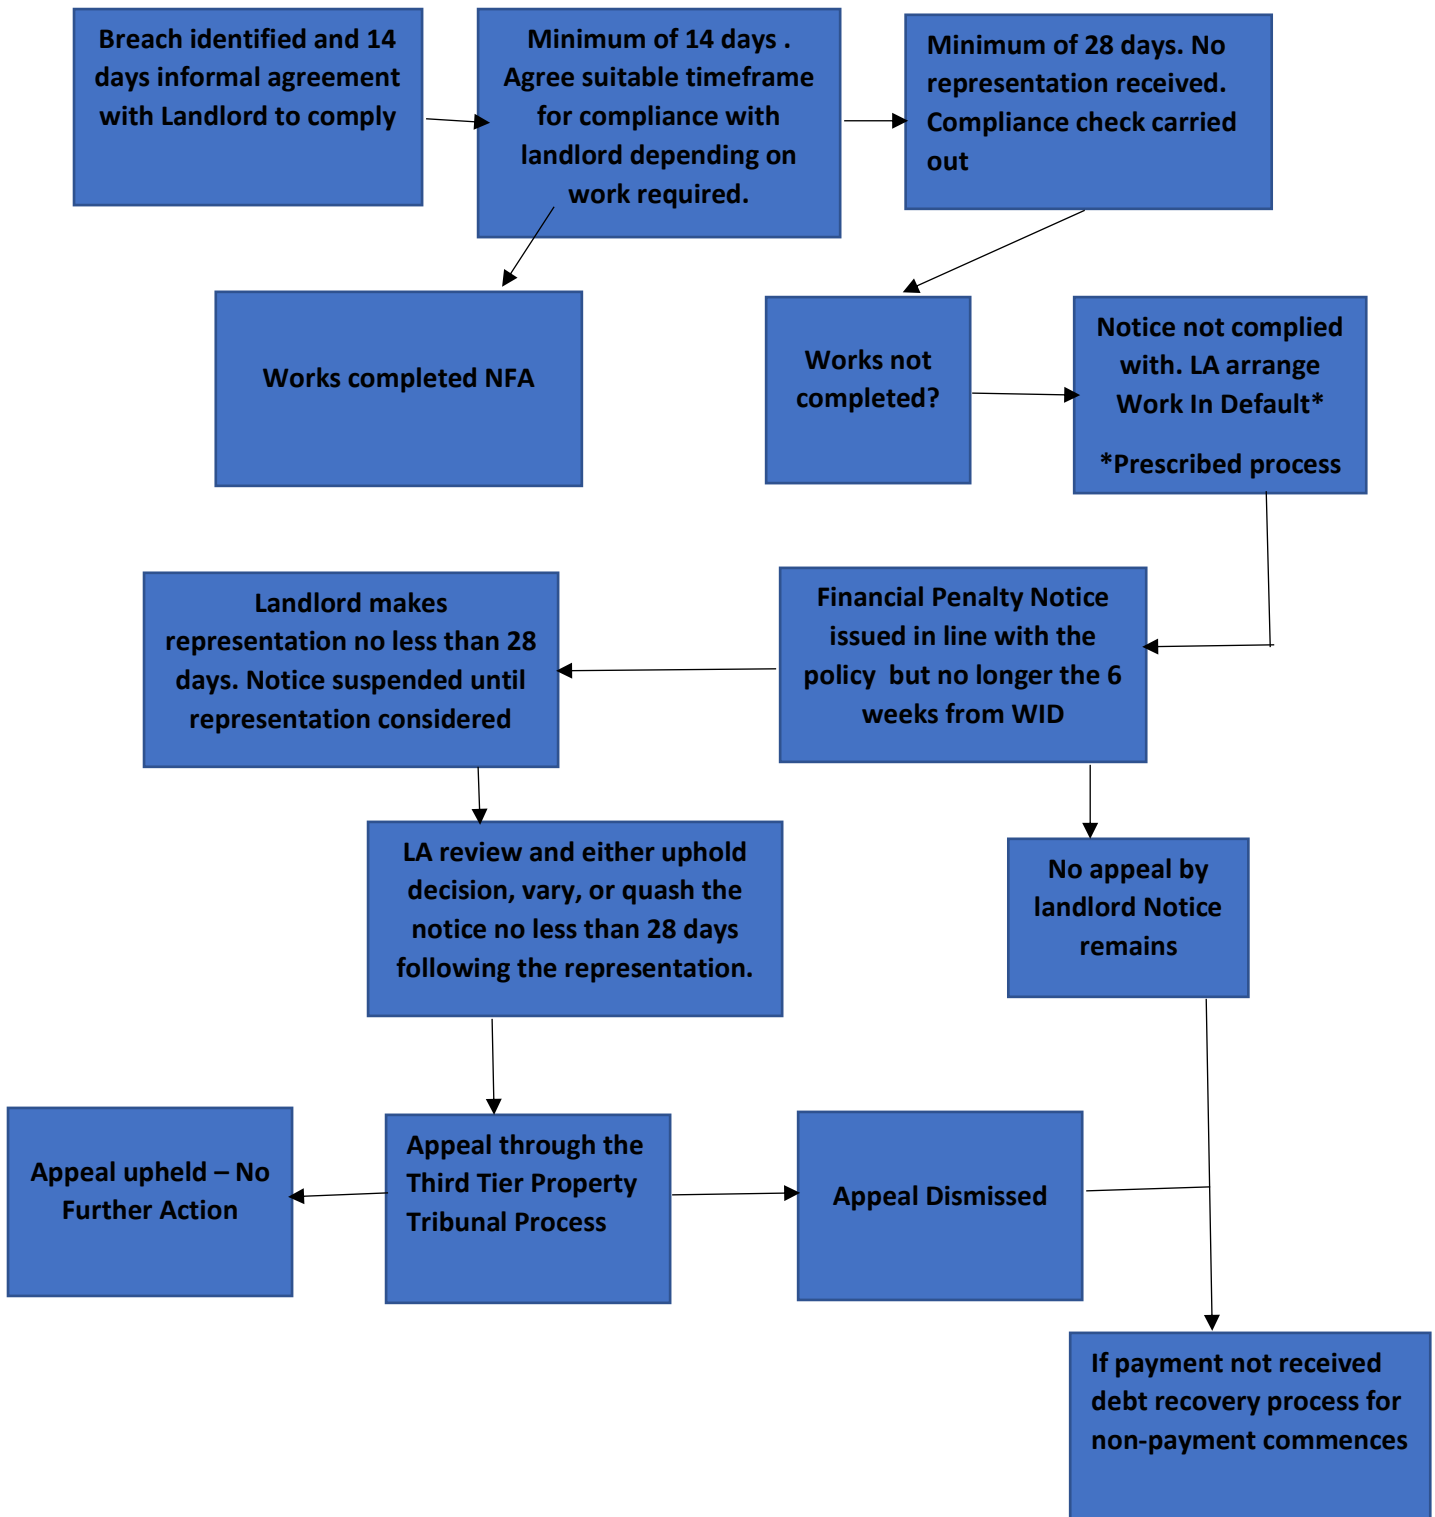 Breach identified and 14
days informal agreement
with Landlord to comply
Minimum of 14 days .
Agree suitable timeframe
for compliance with
landlord depending on
work required.
Minimum of 28 days. No
representation received.
Compliance check carried
out
Works completed NFA
Works not
completed?
Notice not complied
with. LA arrange
Work In Default*
*Prescribed process
Landlord makes
representation no less than 28
days. Notice suspended until
representation considered
Financial Penalty Notice
issued in line with the
policy but no longer the 6
weeks from WID
LA review and either uphold
decision, vary, or quash the
notice no less than 28 days
following the representation.
No appeal by
landlord Notice
remains
Appeal upheld – No
Further Action
Appeal through the
Third Tier Property
Tribunal Process
Appeal Dismissed
If payment not received
debt recovery process for
non-payment commences